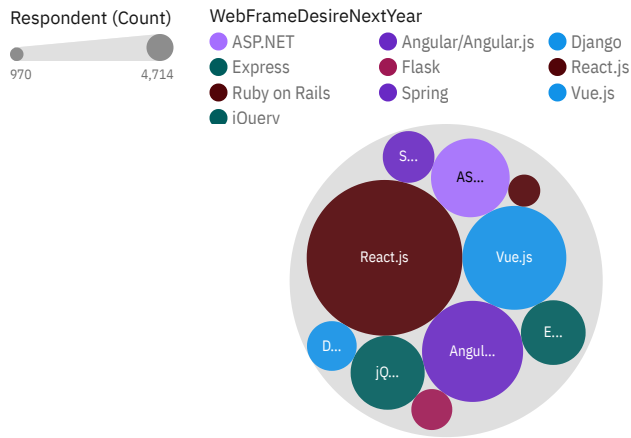 Respondent (Count)
970
4,714
WebFrameDesireNextYear
ASP.NET
Angular/Angular.js
Django
Express
Flask
React.js
Ruby on Rails
Spring
Vue.js
jQuery
S...
AS...
React.js
Vue.js
E...
D...
Angul...
jQ...